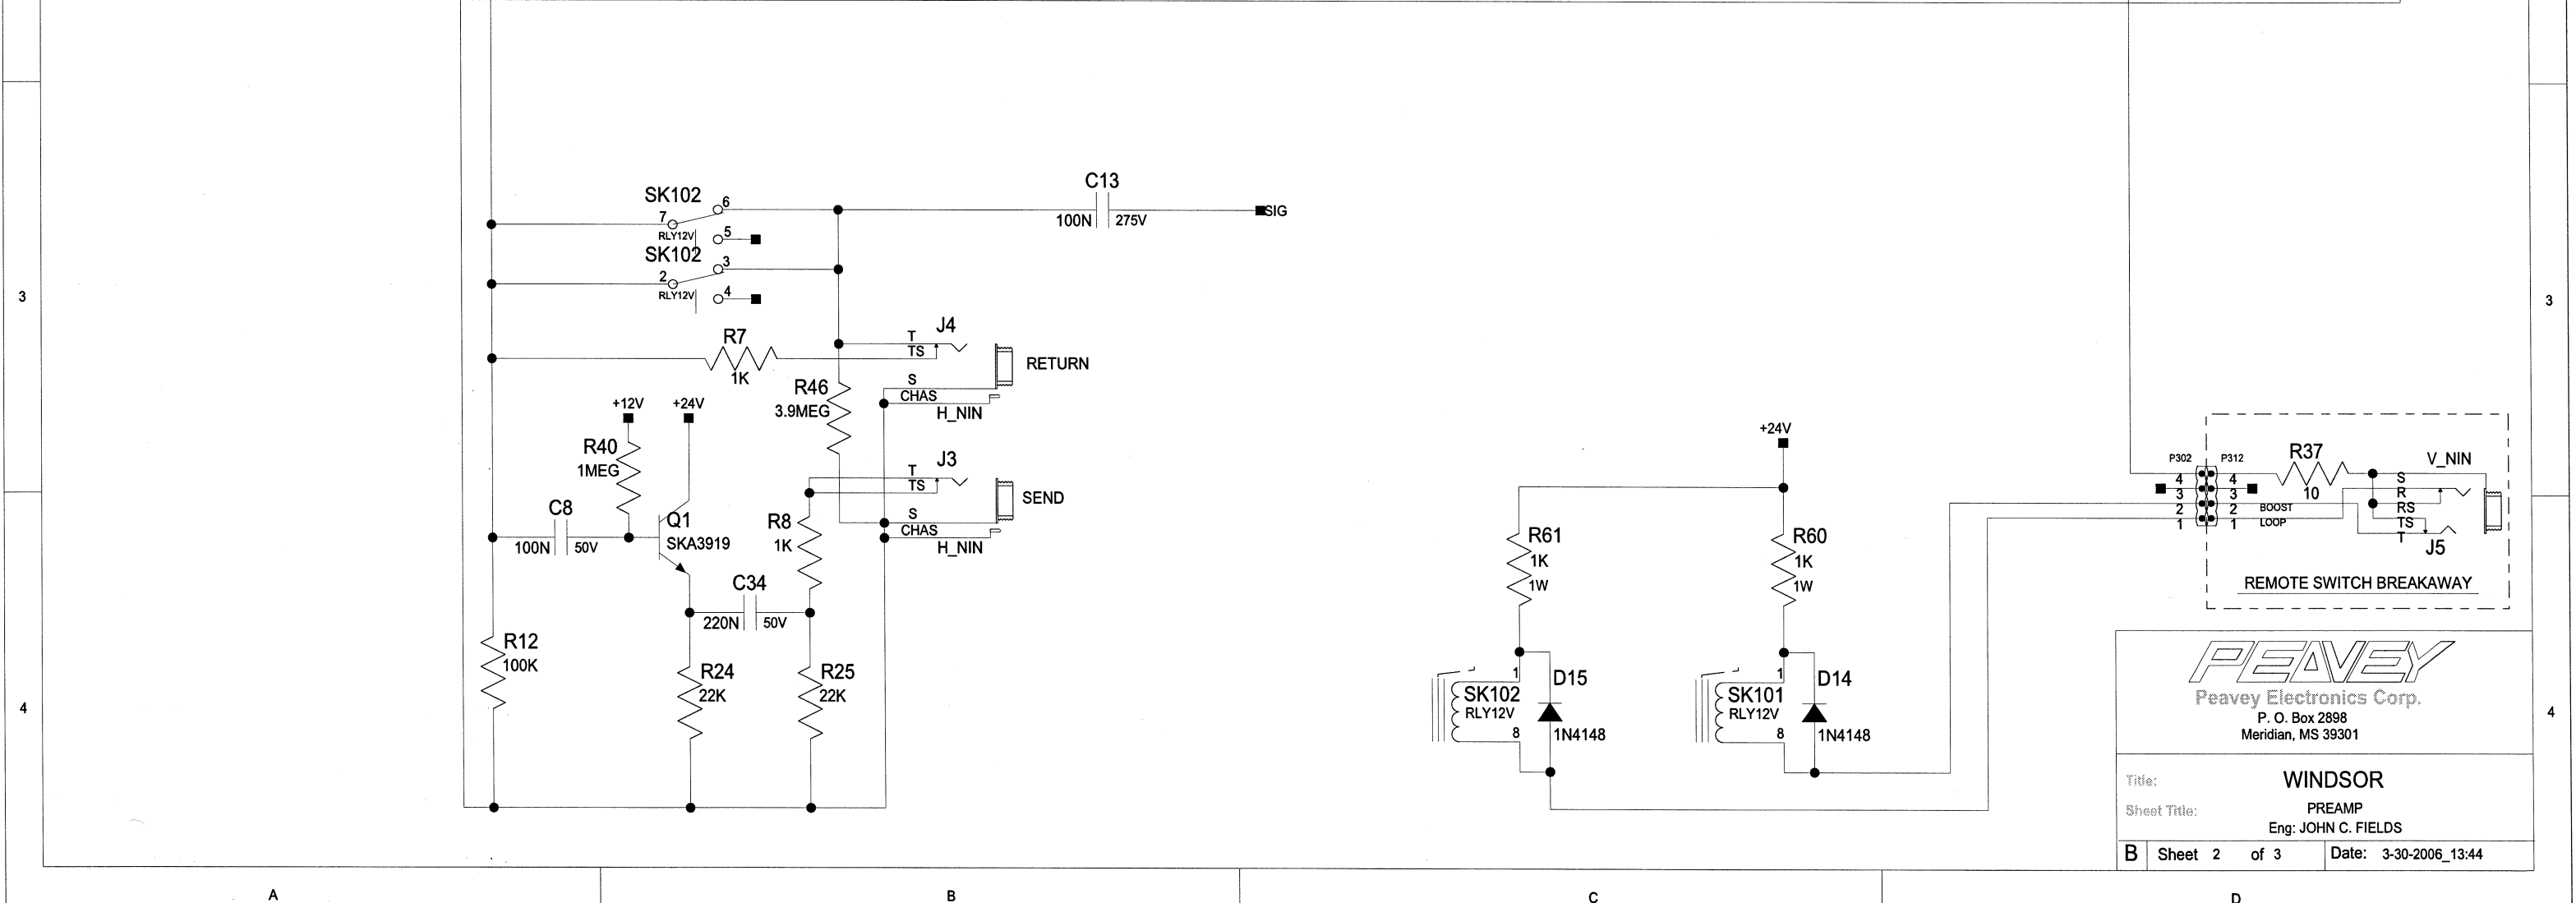 C13
100N 275V
SIG
SK102
7 6
RLY12V 5
SK102
2 3
RLY12V 4
3
3
R7
1K
T
TS
J4
RETURN
S
CHAS
H_NIN
R46
3.9MEG
+12V +24V
R40
1MEG
C8
100N 50V
Q1
SKA3919
T
TS
J3
SEND
S
CHAS
H_NIN
R8
1K
C34
220N 50V
R12
100K
R24
22K
R25
22K
+24V
R61
1K
1W
R60
1K
1W
1
SK102
RLY12V
8
D15
1N4148
1
SK101
RLY12V
8
D14
1N4148
P302 P312
4 4
3 3
2 2 BOOST
1 1 LOOP
R37
10
V_NIN
S
R
RS
TS
T
J5
REMOTE SWITCH BREAKAWAY
PEAVEY
Peavey Electronics Corp.
P. O. Box 2898
Meridian, MS 39301
Title: WINDSOR
Sheet Title: PREAMP
Eng: JOHN C. FIELDS
B Sheet 2 of 3 Date: 3-30-2006_13:44
4
4
A B C D